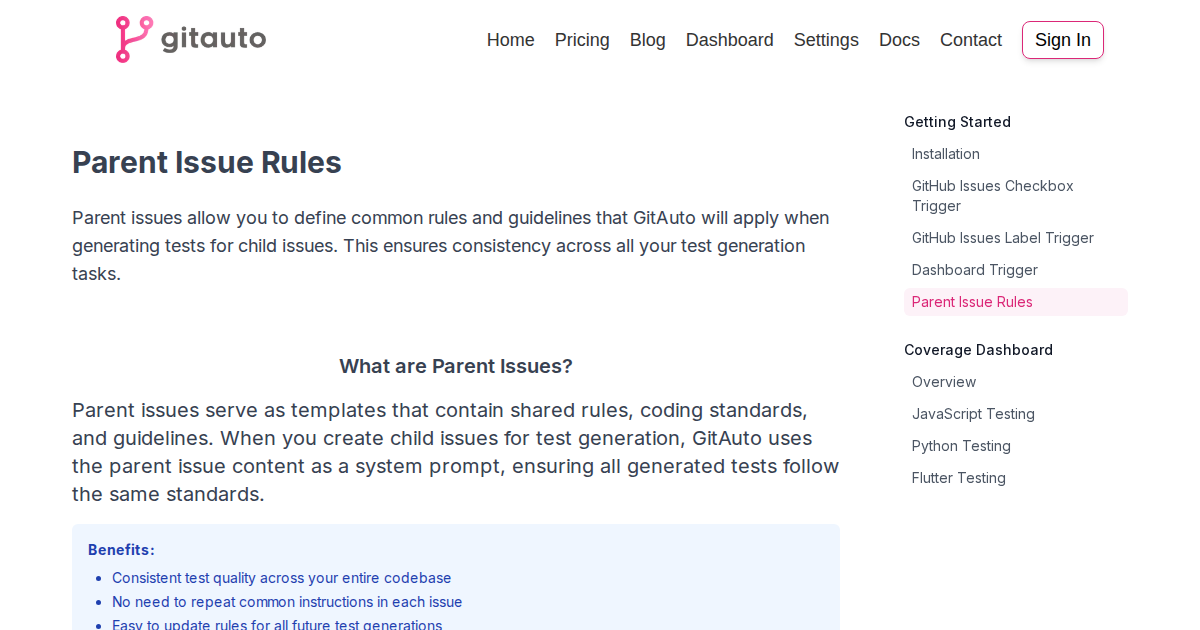 gitauto
Home Pricing Blog Dashboard Settings Docs Contact Sign In
Parent Issue Rules
Parent issues allow you to define common rules and guidelines that GitAuto will apply when
generating tests for child issues. This ensures consistency across all your test generation
tasks.
What are Parent Issues?
Parent issues serve as templates that contain shared rules, coding standards,
and guidelines. When you create child issues for test generation, GitAuto uses
the parent issue content as a system prompt, ensuring all generated tests follow
the same standards.
Benefits:
• Consistent test quality across your entire codebase
• No need to repeat common instructions in each issue
• Easy to update rules for all future test generations
Getting Started
Installation
GitHub Issues Checkbox
Trigger
GitHub Issues Label Trigger
Dashboard Trigger
Parent Issue Rules
Coverage Dashboard
Overview
JavaScript Testing
Python Testing
Flutter Testing